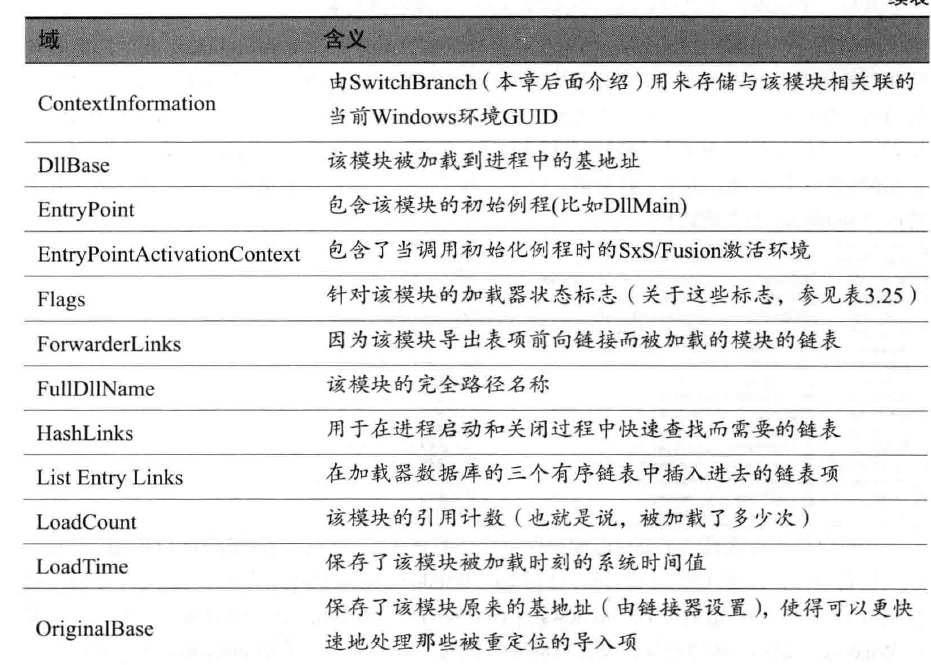 续表
域 含义
ContextInformation 由SwitchBranch（本章后面介绍）用来存储与该模块相关联的
当前Windows环境GUID
DllBase 该模块被加载到进程中的基地址
EntryPoint 包含该模块的初始例程(比如DllMain)
EntryPointActivationContext 包含了当调用初始化例程时的SxS/Fusion激活环境
Flags 针对该模块的加载器状态标志（关于这些标志，参见表3.25）
ForwarderLinks 因为该模块导出表项前向链接而被加载的模块的链表
FullDllName 该模块的完全路径名称
HashLinks 用于在进程启动和关闭过程中快速查找而需要的链表
List Entry Links 在加载器数据库的三个有序链表中插入进去的链表项
LoadCount 该模块的引用计数（也就是说，被加载了多少次）
LoadTime 保存了该模块被加载时刻的系统时间值
OriginalBase 保存了该模块原来的基地址（由链接器设置），使得可以更快
速地处理那些被重定位的导入项